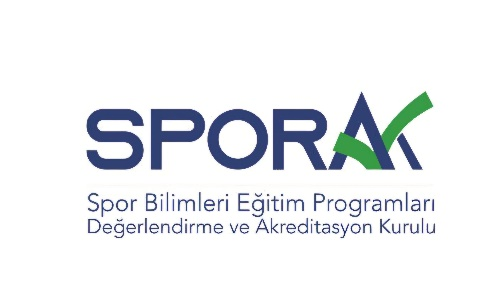 SPORAK
Spor Bilimleri Eğitim Programları
Değerlendirme ve Akreditasyon Kurulu